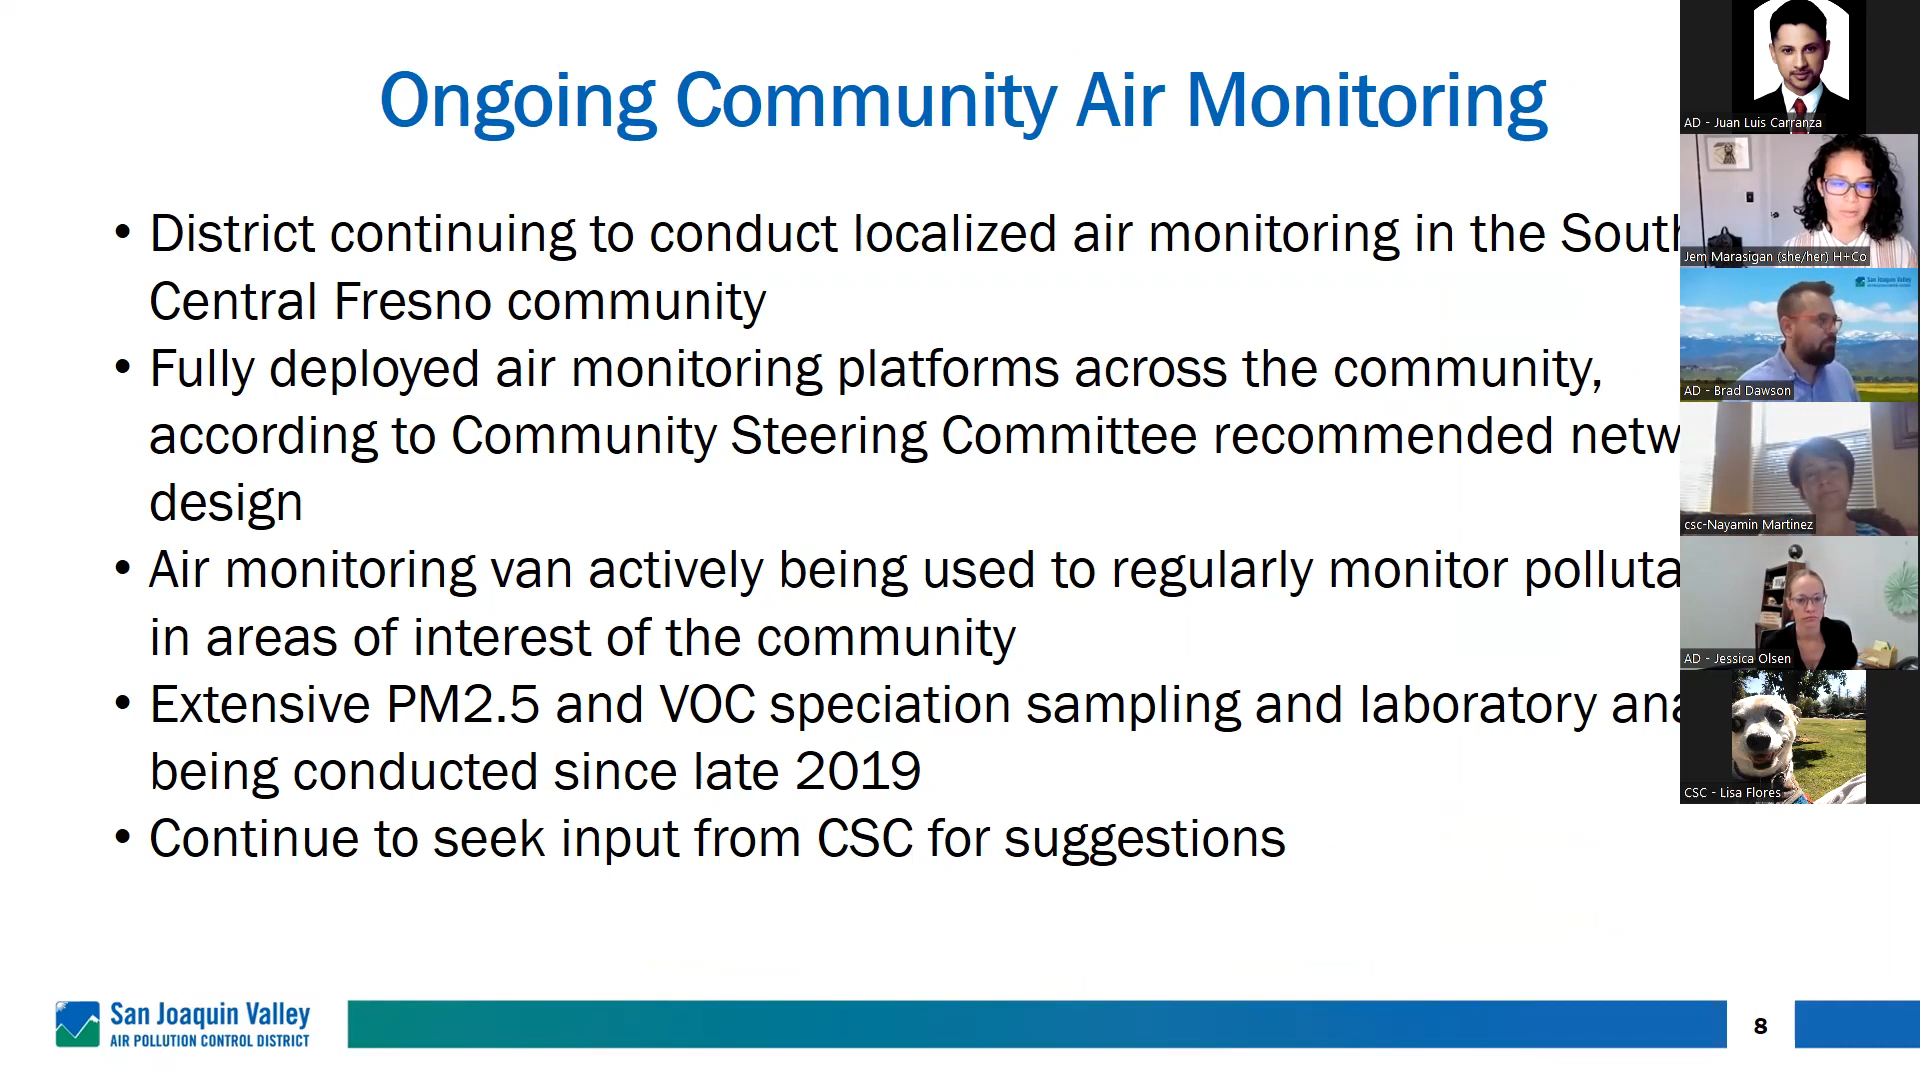 Ongoing Community Air Monitoring
• District continuing to conduct localized air monitoring in the South
Central Fresno community
• Fully deployed air monitoring platforms across the community,
according to Community Steering Committee recommended netw
design
• Air monitoring van actively being used to regularly monitor polluta
in areas of interest of the community
• Extensive PM2.5 and VOC speciation sampling and laboratory ana
being conducted since late 2019
• Continue to seek input from CSC for suggestions
San Joaquin Valley
AIR POLLUTION CONTROL DISTRICT
8
AD - Juan Luis Carranza
Jem Marasigan (she/her) H+Co
San Joaquin Valley
AD - Brad Dawson
csc-Nayamin Martinez
AD - Jessica Olsen
CSC - Lisa Flores